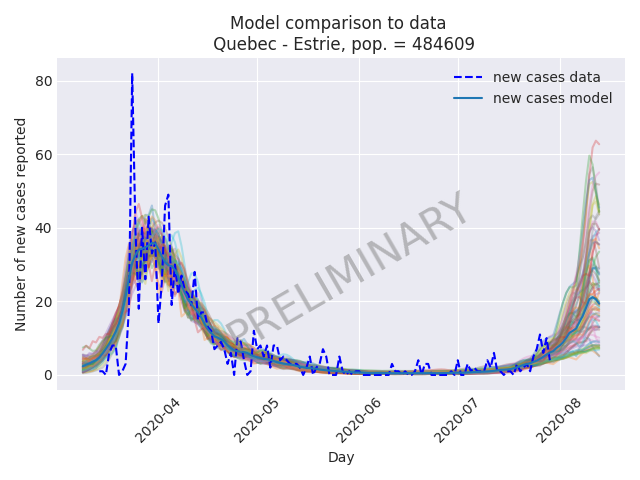 Model comparison to data
Quebec - Estrie, pop. = 484609
Number of new cases reported
80
60
40
20
0
new cases data
new cases model
PRELIMINARY
2020-04
2020-05
2020-06
2020-07
2020-08
Day